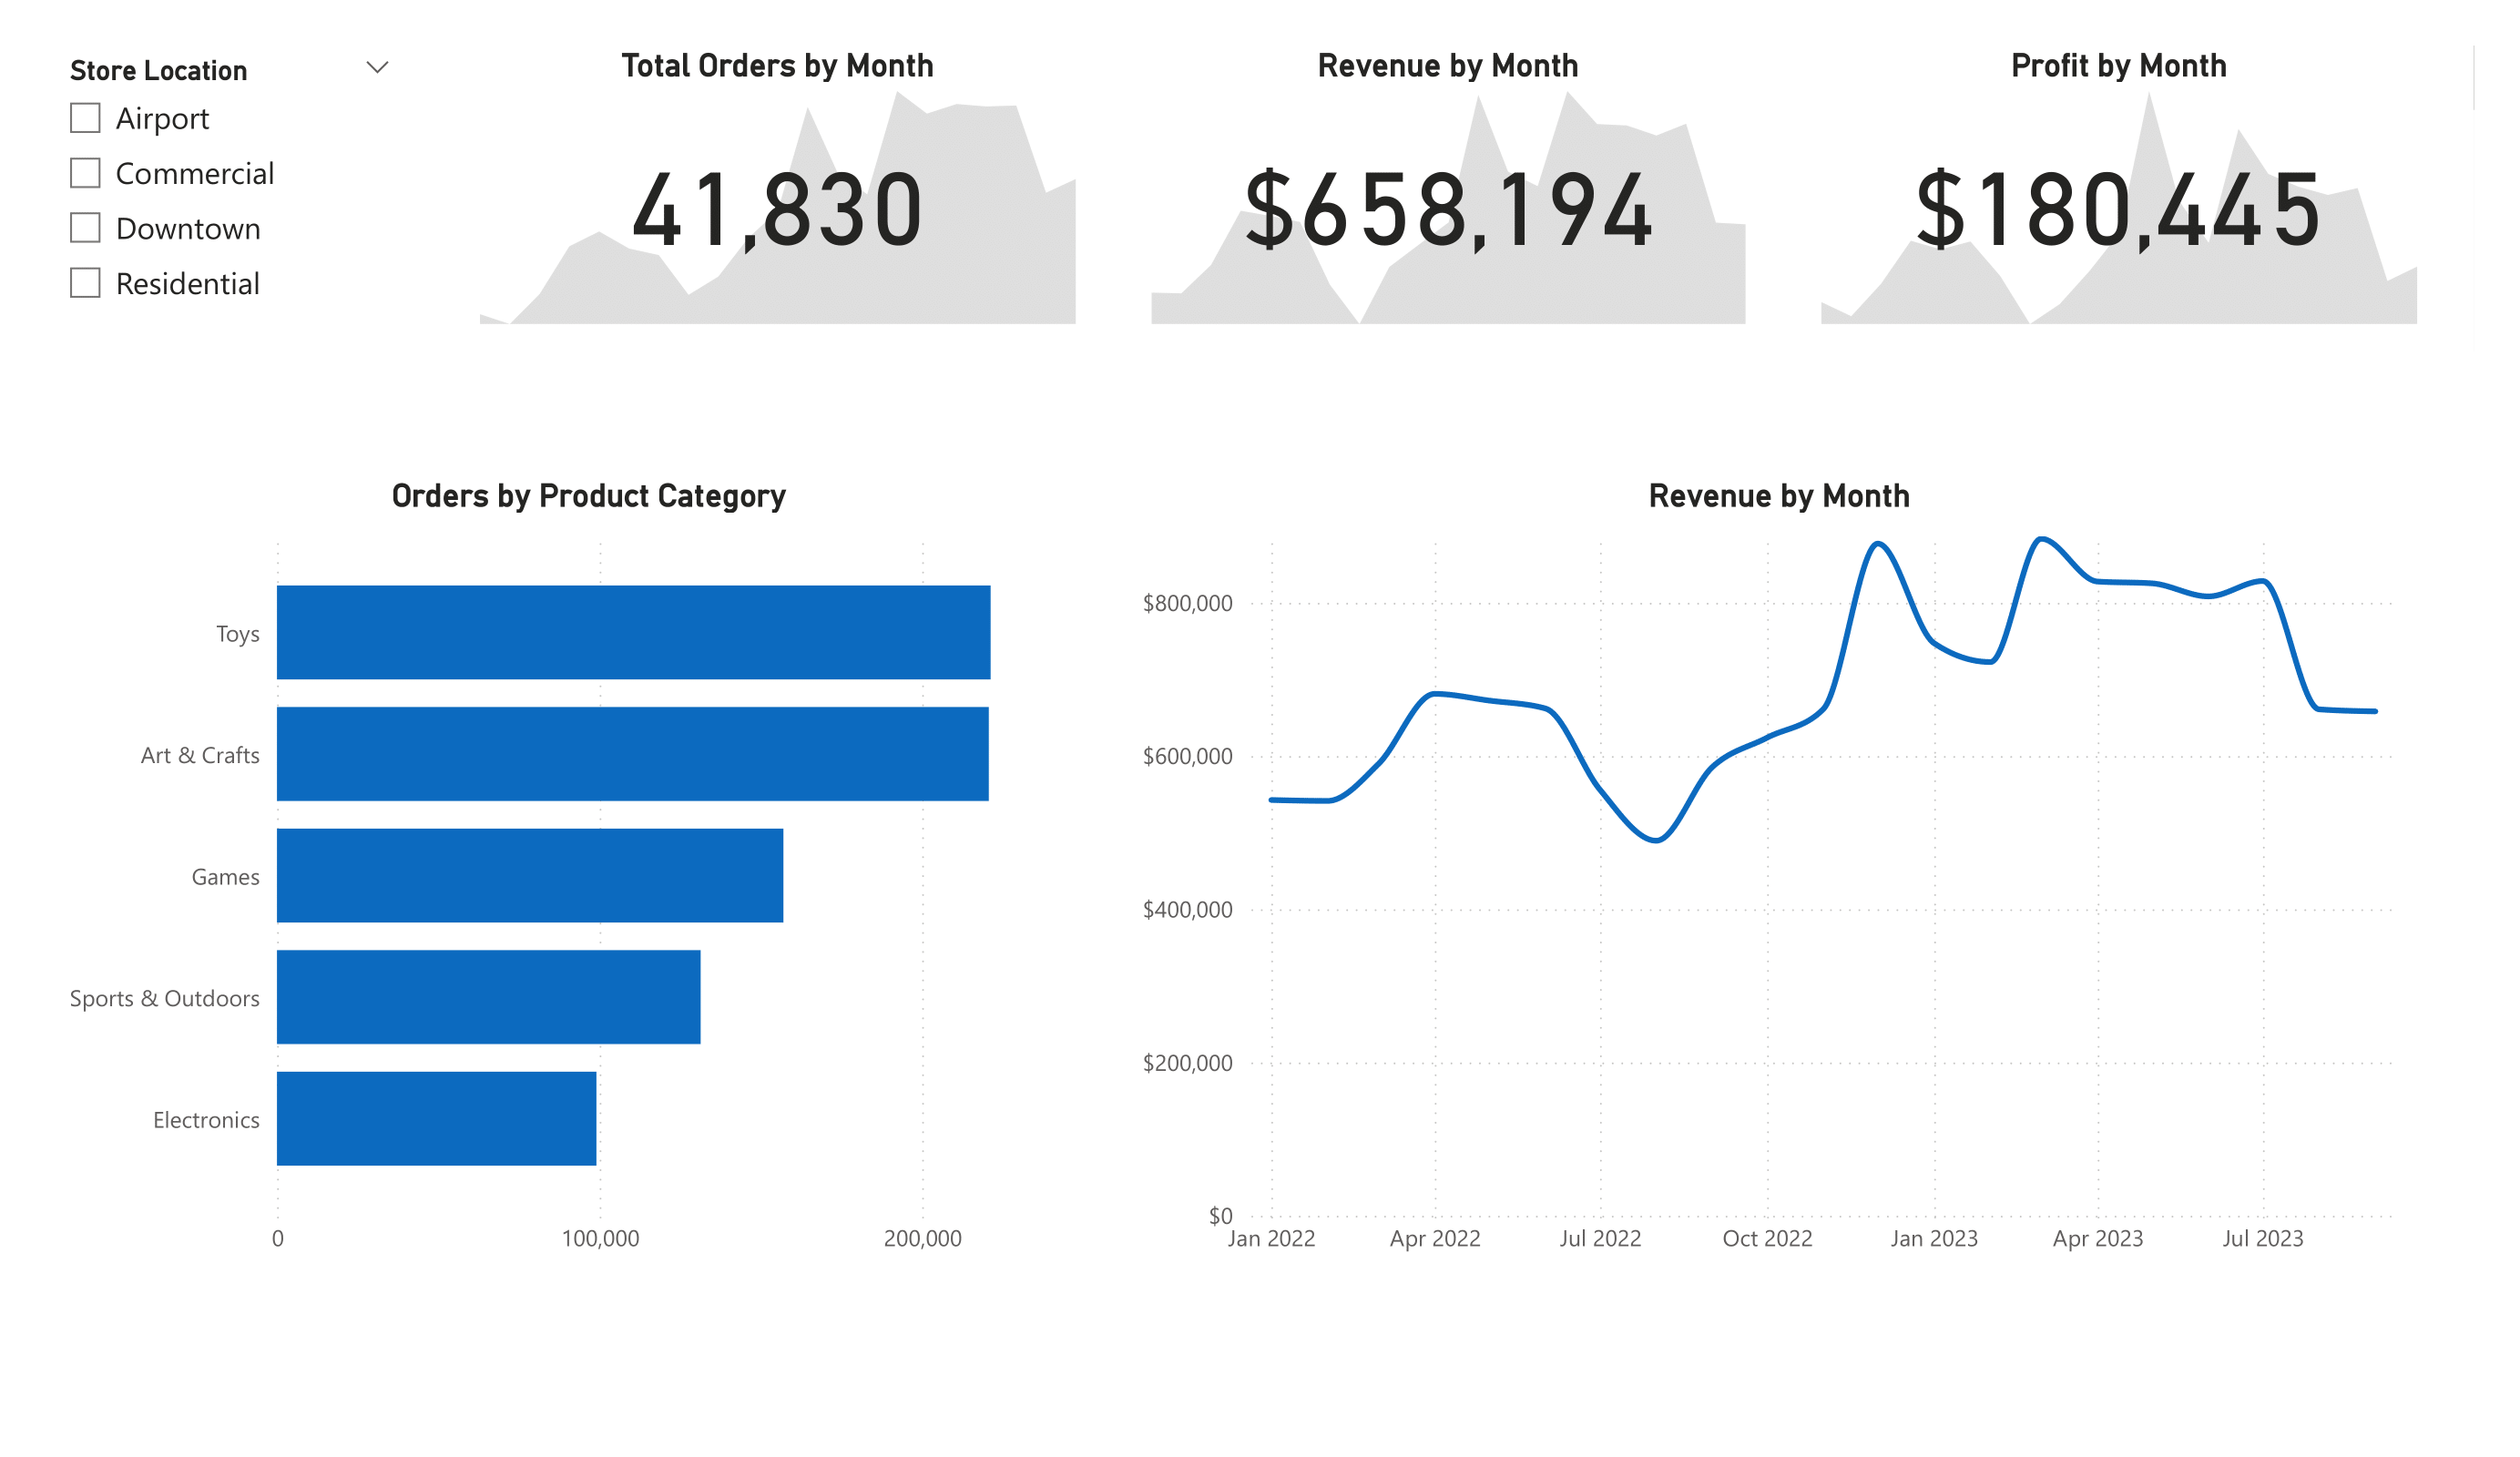 Store Location
Airport
Commercial
Downtown
Residential
Total Orders by Month
41,830
Revenue by Month
$658,194
Profit by Month
$180,445
Orders by Product Category
Toys
Art & Crafts
Games
Sports & Outdoors
Electronics
0
100,000
200,000
Revenue by Month
$800,000
$600,000
$400,000
$200,000
$0
Jan 2022
Apr 2022
Jul 2022
Oct 2022
Jan 2023
Apr 2023
Jul 2023